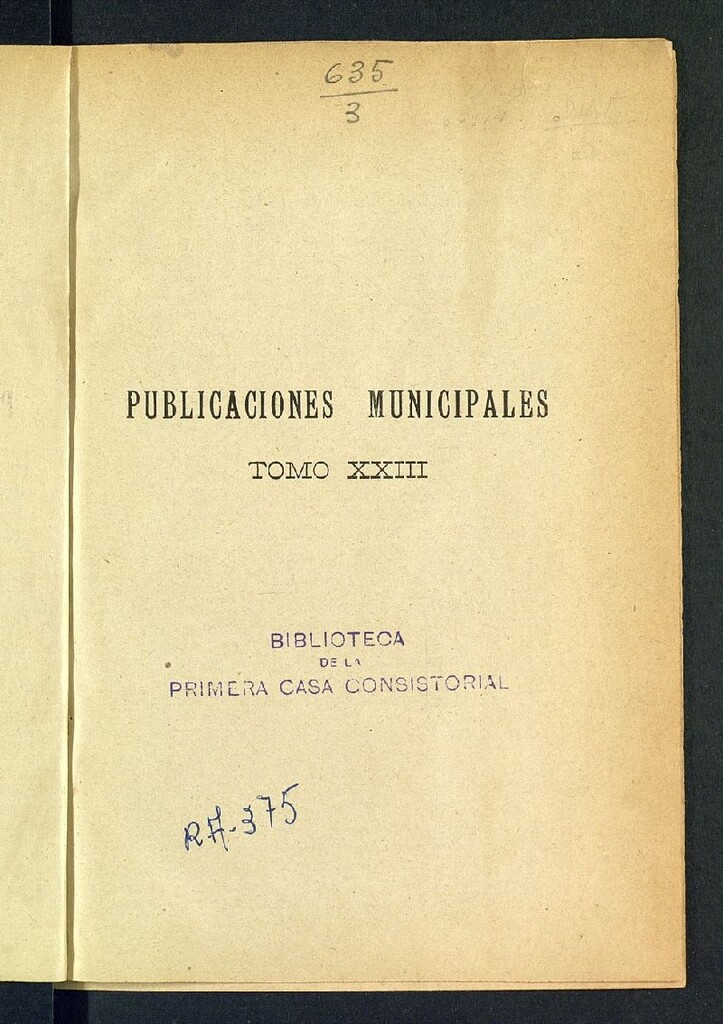 635
3
PUBLICACIONES MUNICIPALES
TOMO XXIII
BIBLIOTECA
DE LA
PRIMERA CASA CONSISTORIAL
RA-375